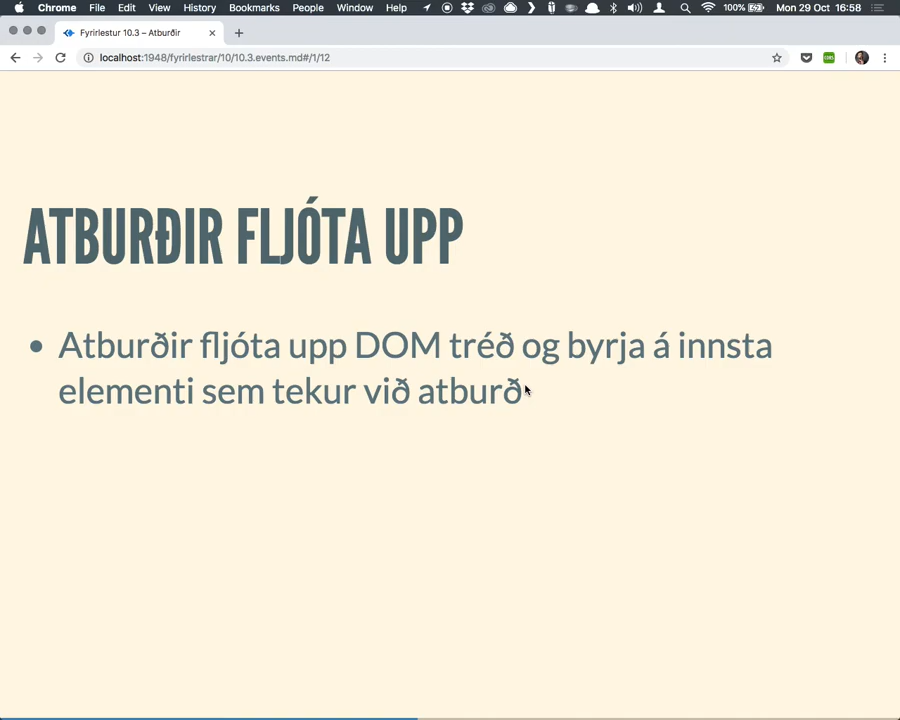 Chrome File Edit View History Bookmarks People Window Help 100% Mon 29 Oct 16:58
Fyrirlestur 10.3 – Atburðir
localhost:1948/fyrirlestrar/10/10.3.events.md#/1/12
ATBURÐIR FLJÓTA UPP
• Atburðir fljóta upp DOM tréð og byrja á innsta
elementi sem tekur við atburð